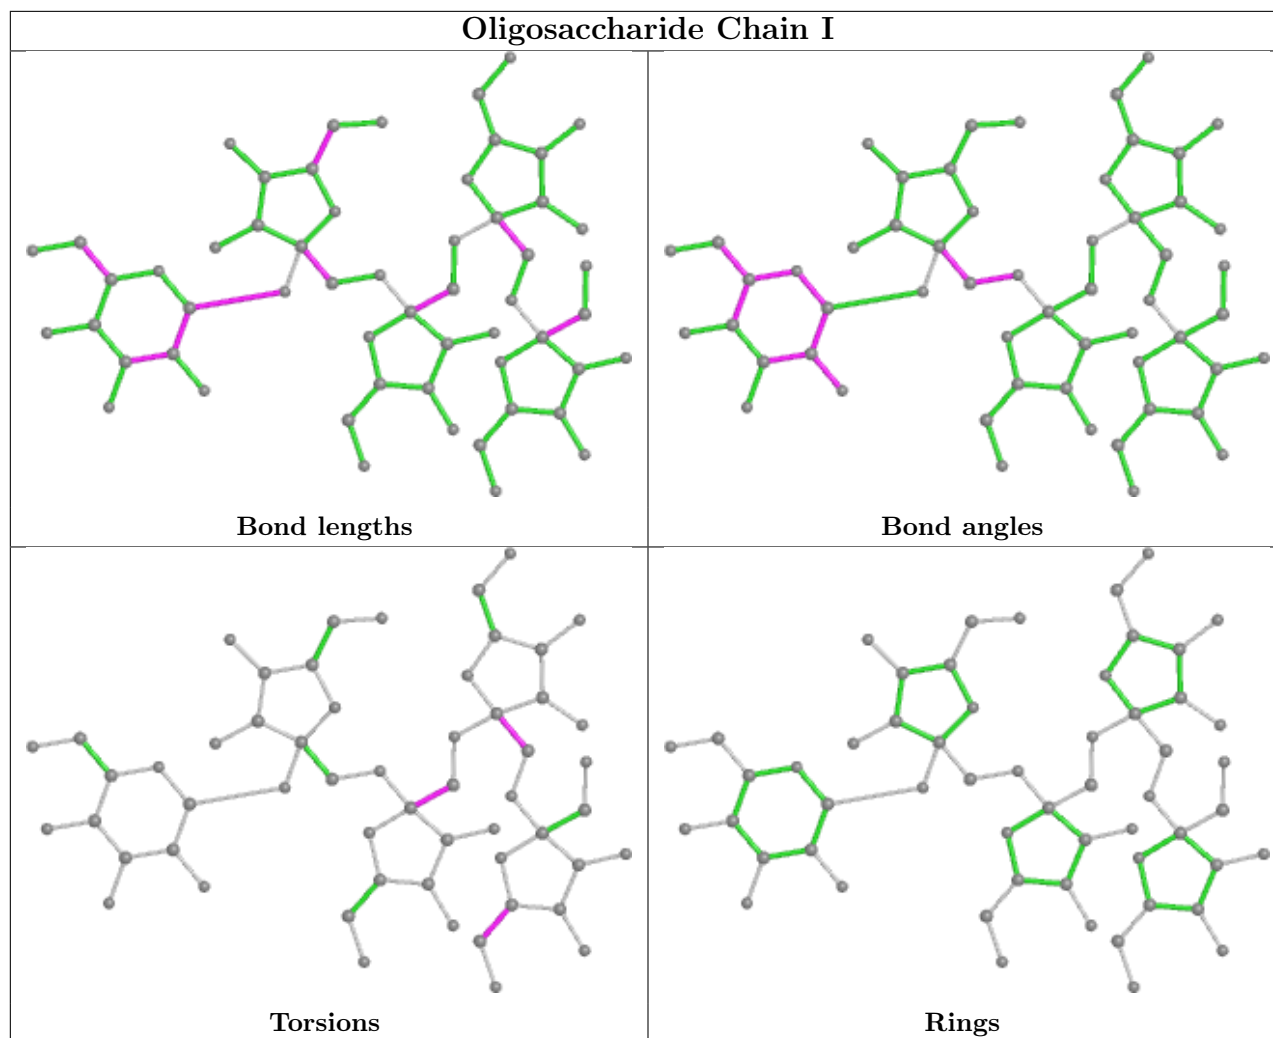 Oligosaccharide Chain I
Bond lengths
Bond angles
Torsions
Rings